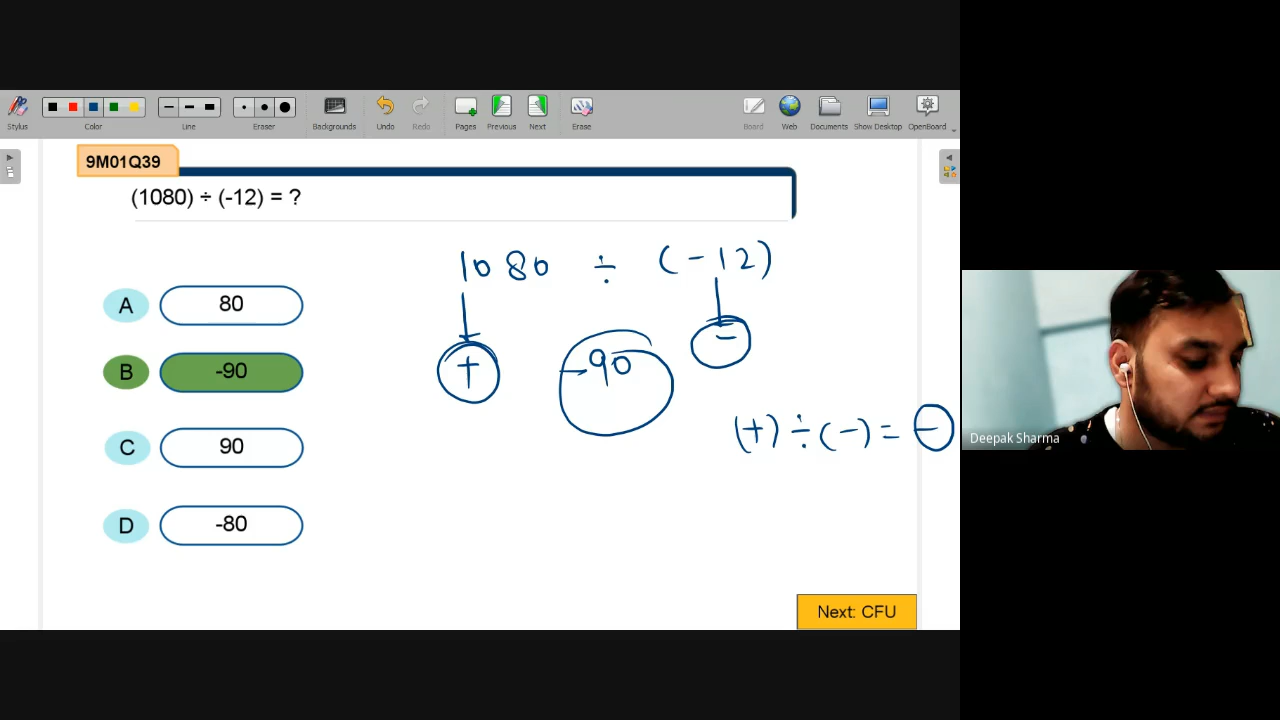 Stylus
Color
Line
Eraser
Backgrounds
Undo
Redo
Pages
Previous
Next
Erase
Board
Web
Documents
Show Desktop
OpenBoard
9M01Q39
(1080) ÷ (-12) = ?
1080 ÷ (-12)
A 80
+
-
B -90
-90
(+) ÷ (-) = -
Deepak Sharma
C 90
D -80
Next: CFU